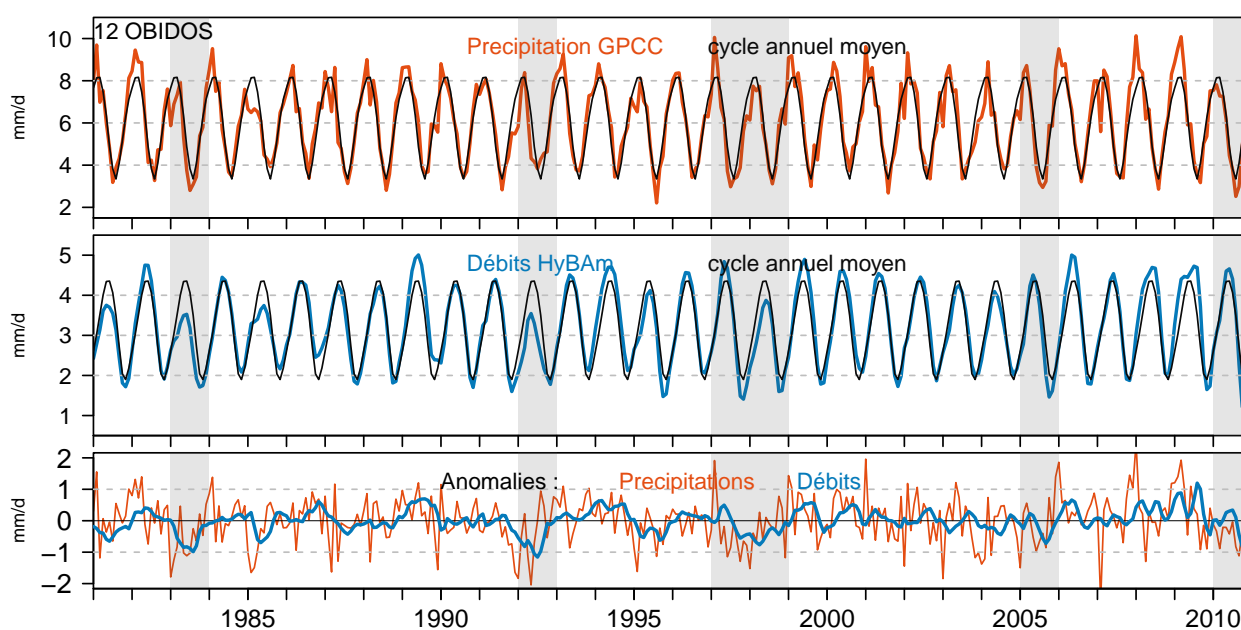 12 OBIDOS
Precipitation GPCC cycle annuel moyen
mm/d
10
8
6
4
2
Débits HyBAm cycle annuel moyen
mm/d
5
4
3
2
1
Anomalies : Precipitations Débits
mm/d
2
1
0
−1
−2
1985 1990 1995 2000 2005 2010